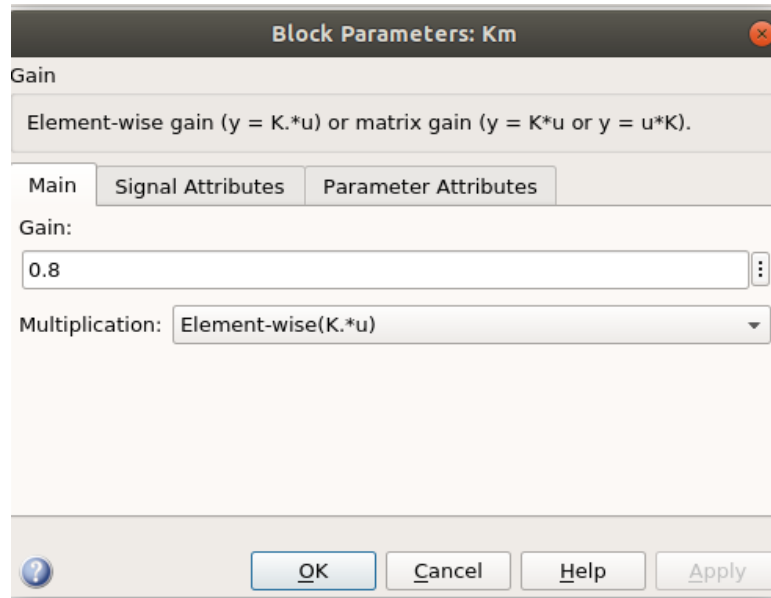 Block Parameters: Km
Gain
Element-wise gain (y = K.*u) or matrix gain (y = K*u or y = u*K).
Main Signal Attributes Parameter Attributes
Gain:
0.8
Multiplication: Element-wise(K.*u)
OK Cancel Help Apply